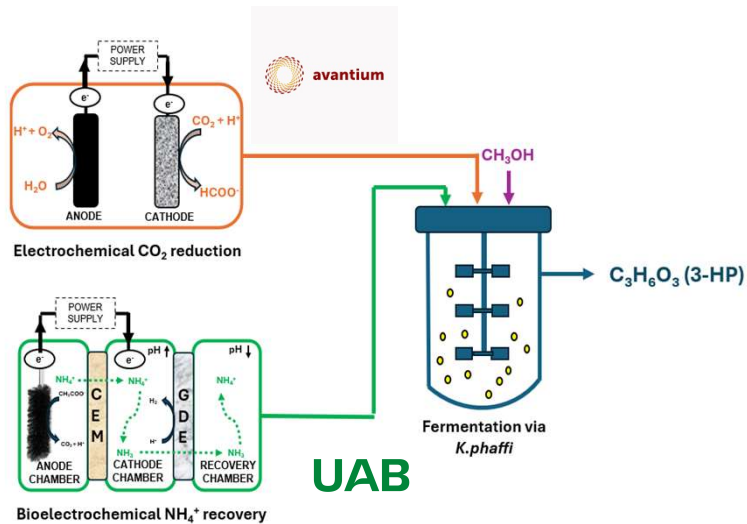 POWER
SUPPLY
e⁻
e⁻
H⁺ + O₂
CO₂ + H⁺
H₂O
HCOO⁻
ANODE
CATHODE
Electrochemical CO₂ reduction
avantium
CH₃OH
C₃H₆O₃ (3-HP)
Fermentation via
K.phaffi
POWER
SUPPLY
e⁻
e⁻
pH
pH
NH₄⁺
NH₄⁺
NH₄⁺
CH₃COO
H₂
CEM
GDE
CO₂ + H⁺
H⁺
NH₃
NH₃
ANODE
CHAMBER
CATHODE
CHAMBER
RECOVERY
CHAMBER
UAB
Bioelectrochemical NH₄⁺ recovery